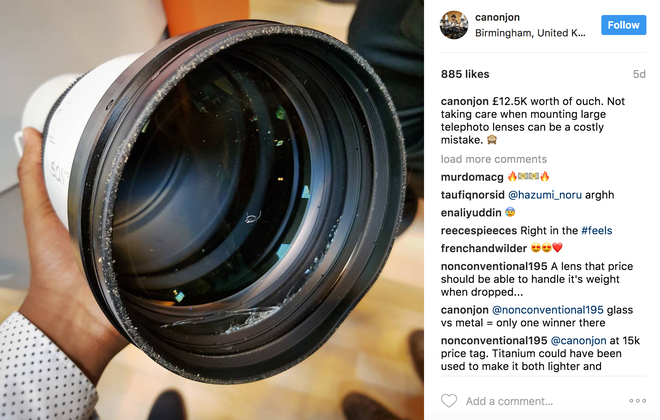 canonjon
Birmingham, United K...
Follow
885 likes
5d
canonjon £12.5K worth of ouch. Not
taking care when mounting large
telephoto lenses can be a costly
mistake. 🙊
load more comments
murdomacg 🔥💵💵🔥
taufiqnorsid @hazumi_noru arghh
enaliyuddin 😰
reecespieeces Right in the #feels
frenchandwilder 😍😍❤️
nonconventional195 A lens that price
should be able to handle it's weight
when dropped...
canonjon @nonconventional195 glass
vs metal = only one winner there
nonconventional195 @canonjon at 15k
price tag. Titanium could have been
used to make it both lighter and
Add a comment...